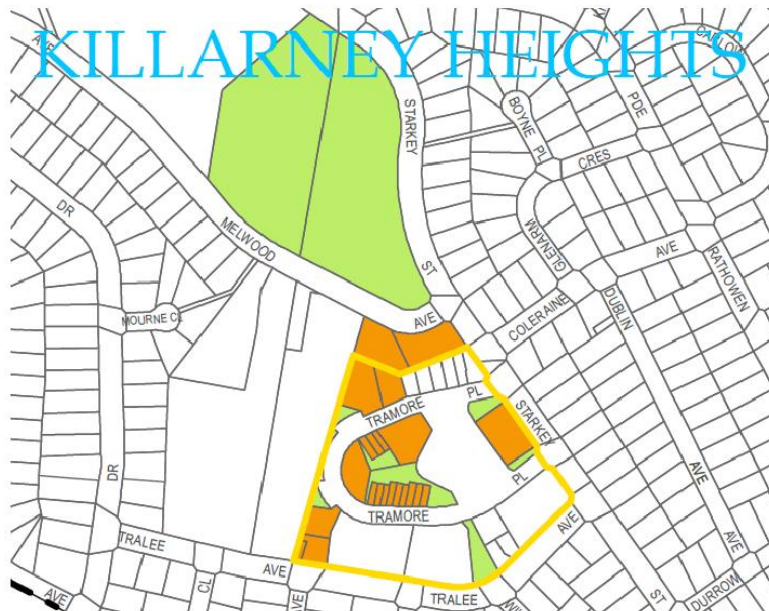 KILLARNEY HEIGHTS
AVE
STARKEY
BOYNE PL
PDE
CRES
DR
MELWOOD
ST
GLENARM
AVE
RATHOWEN
MOURNE CL
AVE
COLERAINE
DUBLIN
TRAMORE
PL
STARKEY
DR
PL
AVE
TRAMORE
AVE
TRALEE
AVE
AVE
CL
AVE
AVE
TRALEE
ST
DURROW